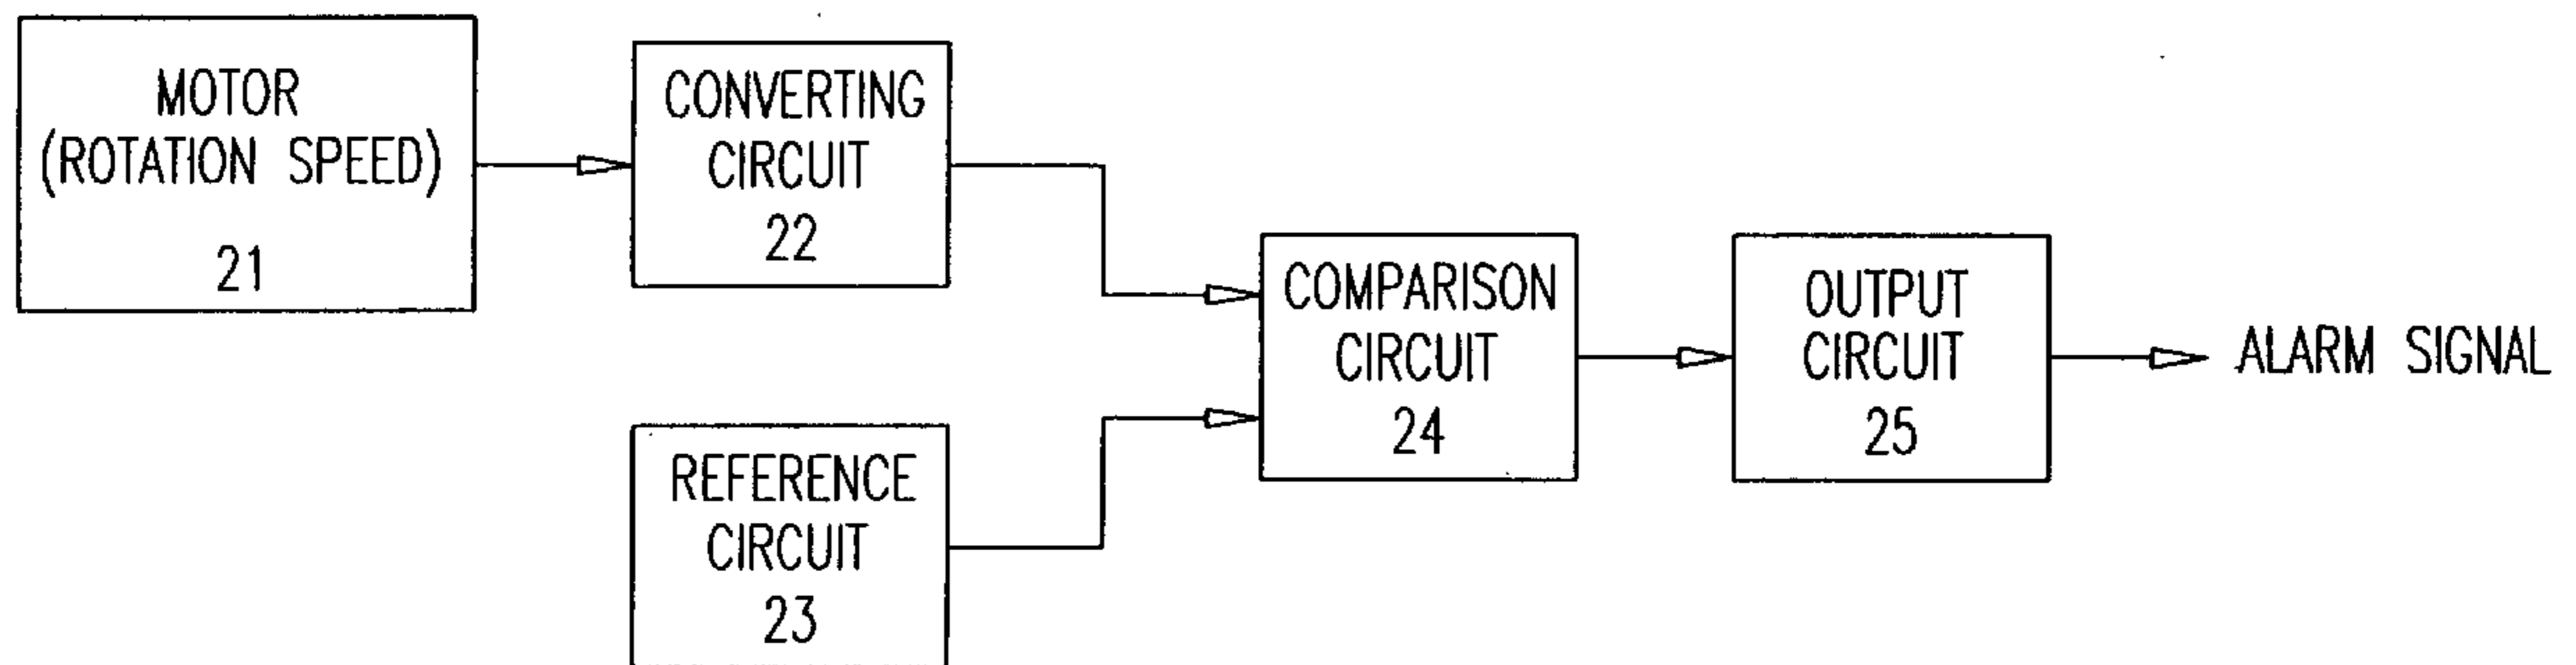 MOTOR
(ROTATION SPEED)
21
CONVERTING
CIRCUIT
22
REFERENCE
CIRCUIT
23
COMPARISON
CIRCUIT
24
OUTPUT
CIRCUIT
25
ALARM SIGNAL